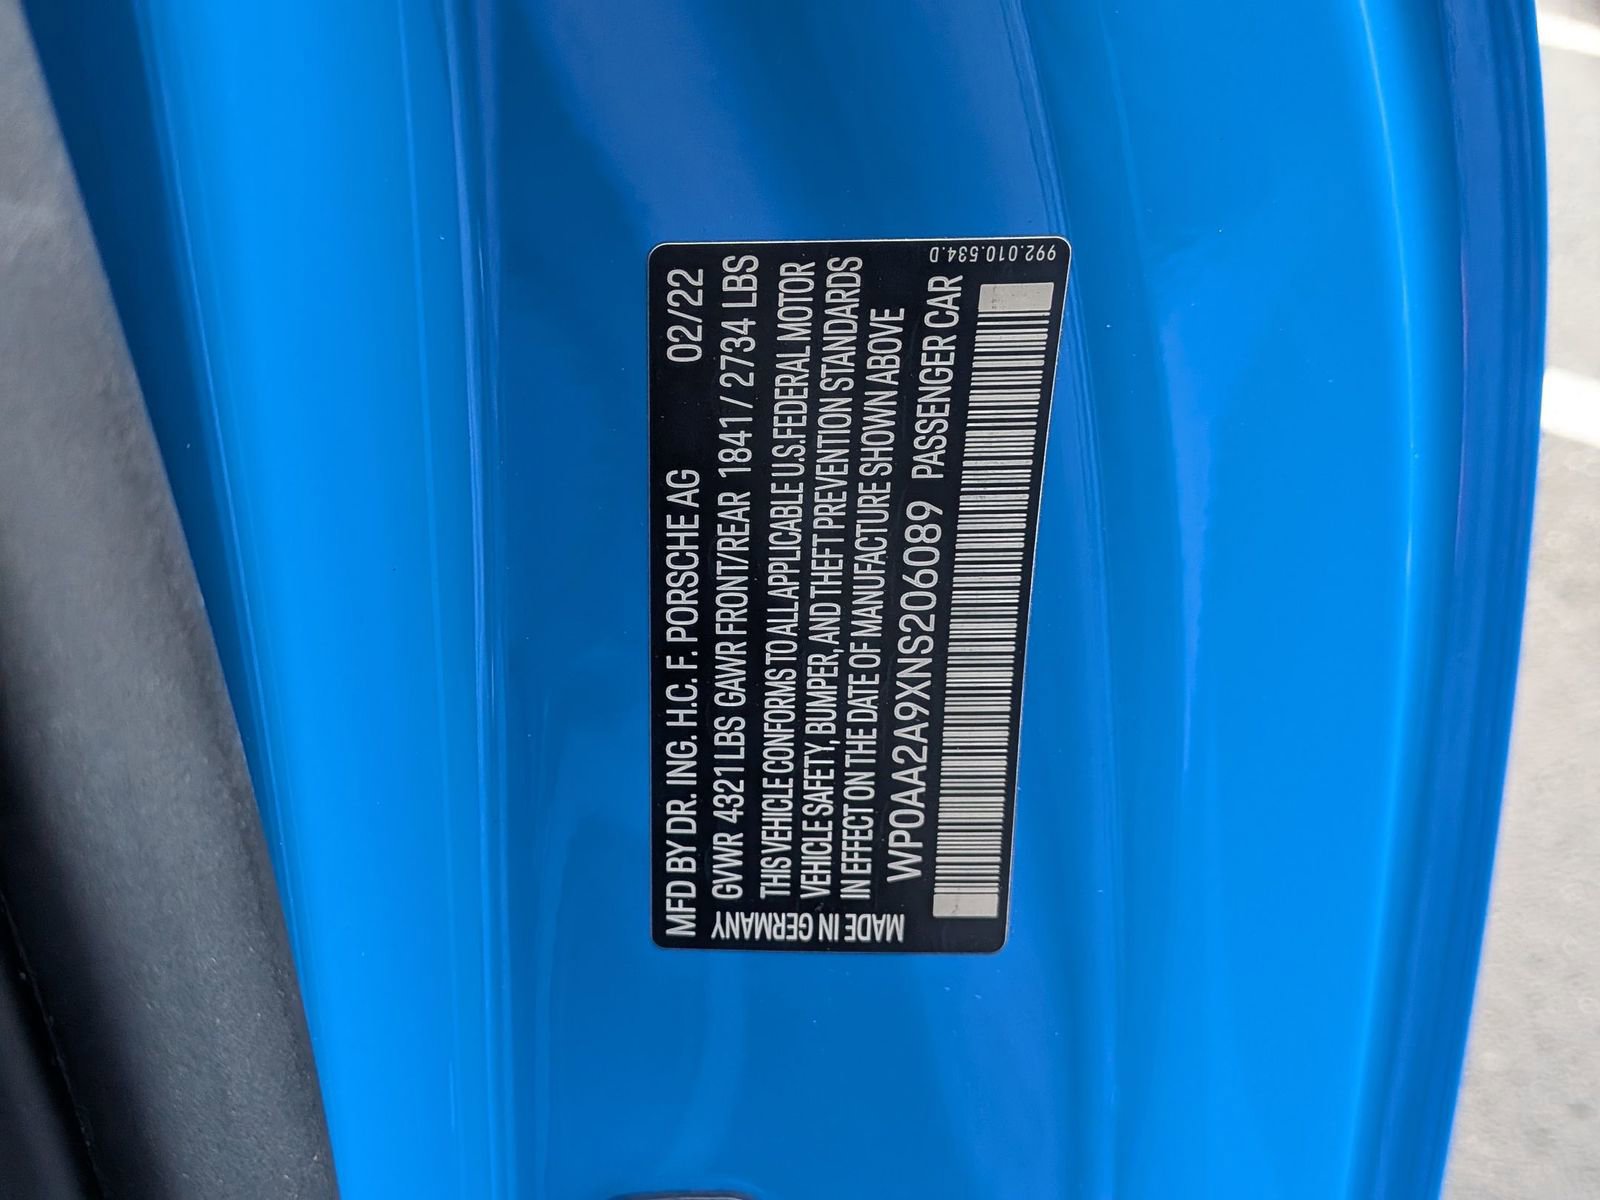 MFD BY DR. ING. H.C. F. PORSCHE AG 02/22
GVWR 4321LBS GAWR FRONT/REAR 1841 / 2734 LBS
THIS VEHICLE CONFORMS TO ALL APPLICABLE U.S. FEDERAL MOTOR
VEHICLE SAFETY, BUMPER, AND THEFT PREVENTION STANDARDS
IN EFFECT ON THE DATE OF MANUFACTURE SHOWN ABOVE
WP0AA2A9XNS206089 PASSENGER CAR
MADE IN GERMANY
992.010.534.D